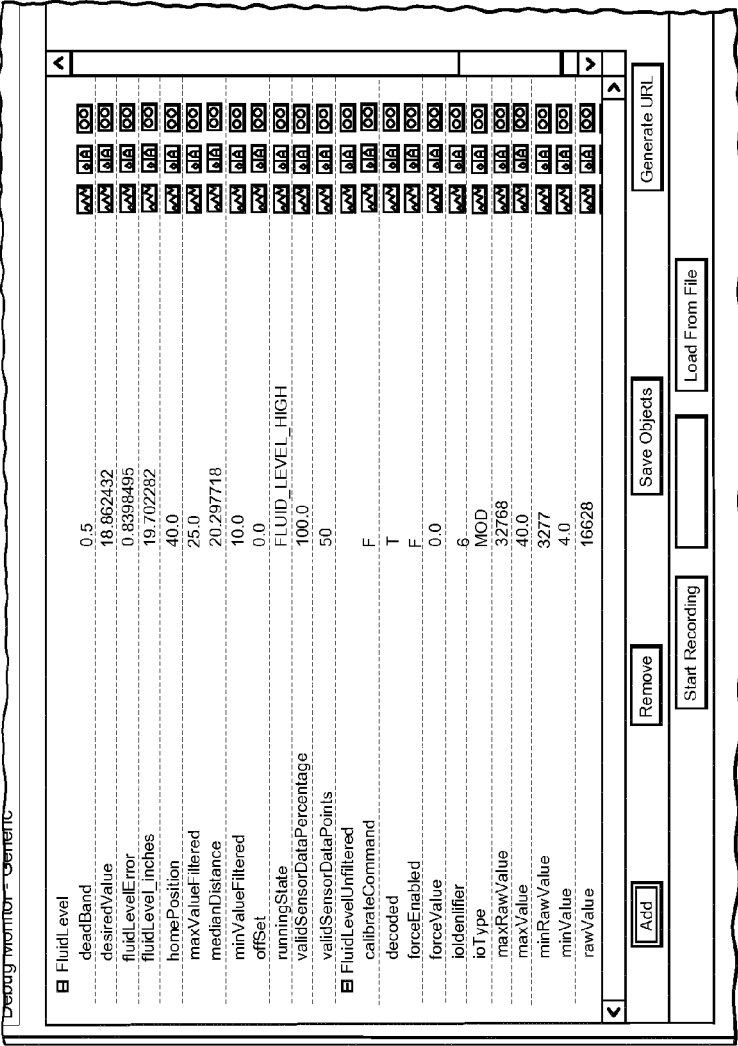 Debug Monitor - Generic
FluidLevel
deadBand 0.5
desiredValue 18.862432
fluidLevelError 0.8398495
fluidLevel_inches 19.702282
homePosition 40.0
maxValueFiltered 25.0
medianDistance 20.297718
minValueFiltered 10.0
offSet 0.0
runningState FLUID_LEVEL_HIGH
validSensorDataPercentage 100.0
validSensorDataPoints 50
FluidLevelUnfiltered
calibrateCommand F
decoded T
forceEnabled F
forceValue 0.0
ioIdenlifier 6
ioType MOD
maxRawValue 32768
maxValue 40.0
minRawValue 3277
minValue 4.0
rawValue 16628
Add Remove Save Objects Generate URL
Start Recording Load From File